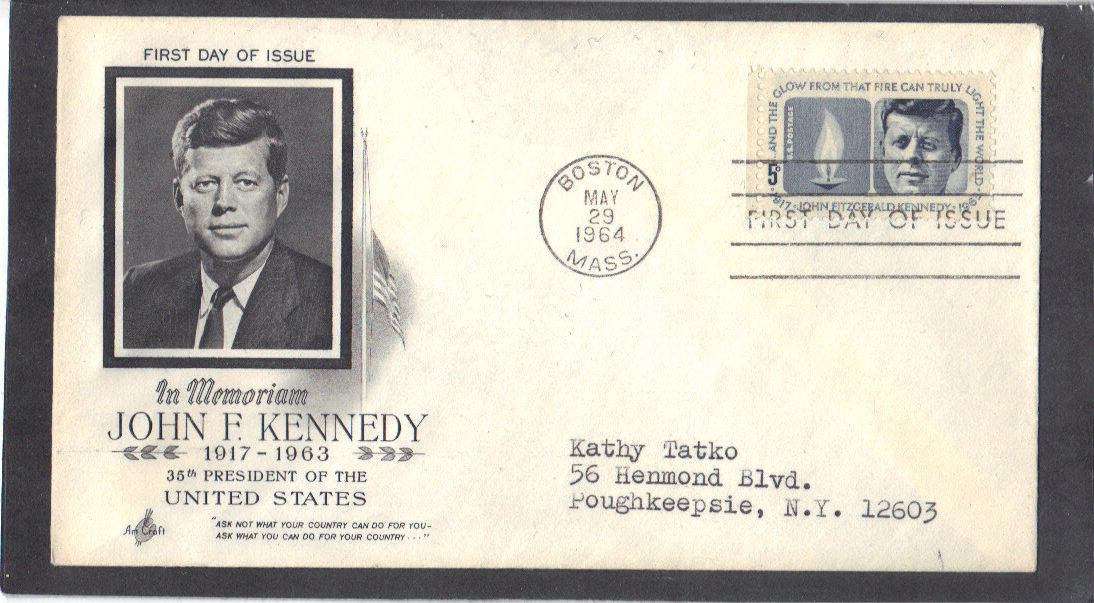 FIRST DAY OF ISSUE
In Memoriam
JOHN F. KENNEDY
1917 - 1963
35th PRESIDENT OF THE
UNITED STATES
Art Craft
"ASK NOT WHAT YOUR COUNTRY CAN DO FOR YOU-
ASK WHAT YOU CAN DO FOR YOUR COUNTRY..."
BOSTON
MAY
29
1964
MASS.
AND THE GLOW FROM THAT FIRE CAN TRULY LIGHT THE WORLD
U.S. POSTAGE
5c
1917 - JOHN FITZGERALD KENNEDY - 1963
FIRST DAY OF ISSUE
Kathy Tatko
56 Henmond Blvd.
Poughkeepsie, N.Y. 12603